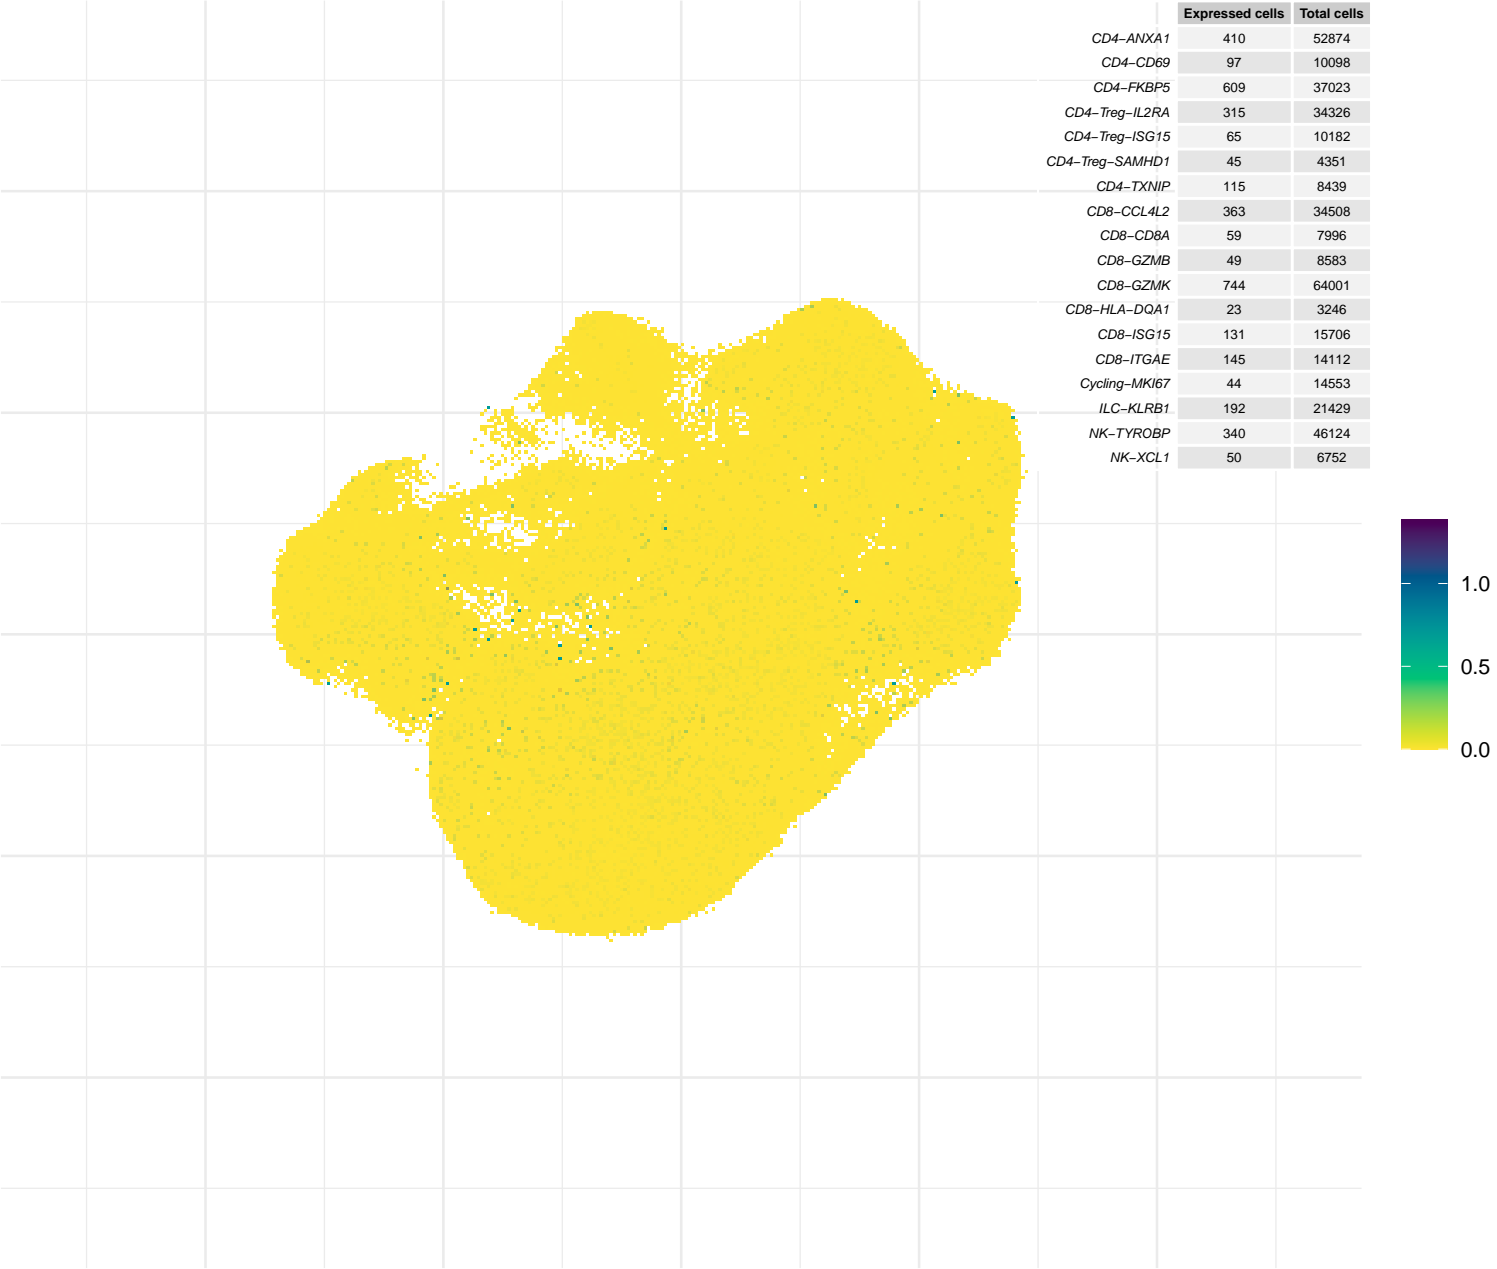 Expressed cells Total cells
CD4−ANXA1 410 52874
CD4−CD69 97 10098
CD4−FKBP5 609 37023
CD4−Treg−IL2RA 315 34326
CD4−Treg−ISG15 65 10182
CD4−Treg−SAMHD1 45 4351
CD4−TXNIP 115 8439
CD8−CCL4L2 363 34508
CD8−CD8A 59 7996
CD8−GZMB 49 8583
CD8−GZMK 744 64001
CD8−HLA−DQA1 23 3246
CD8−ISG15 131 15706
CD8−ITGAE 145 14112
Cycling−MKI67 44 14553
ILC−KLRB1 192 21429
NK−TYROBP 340 46124
NK−XCL1 50 6752
1.0
0.5
0.0